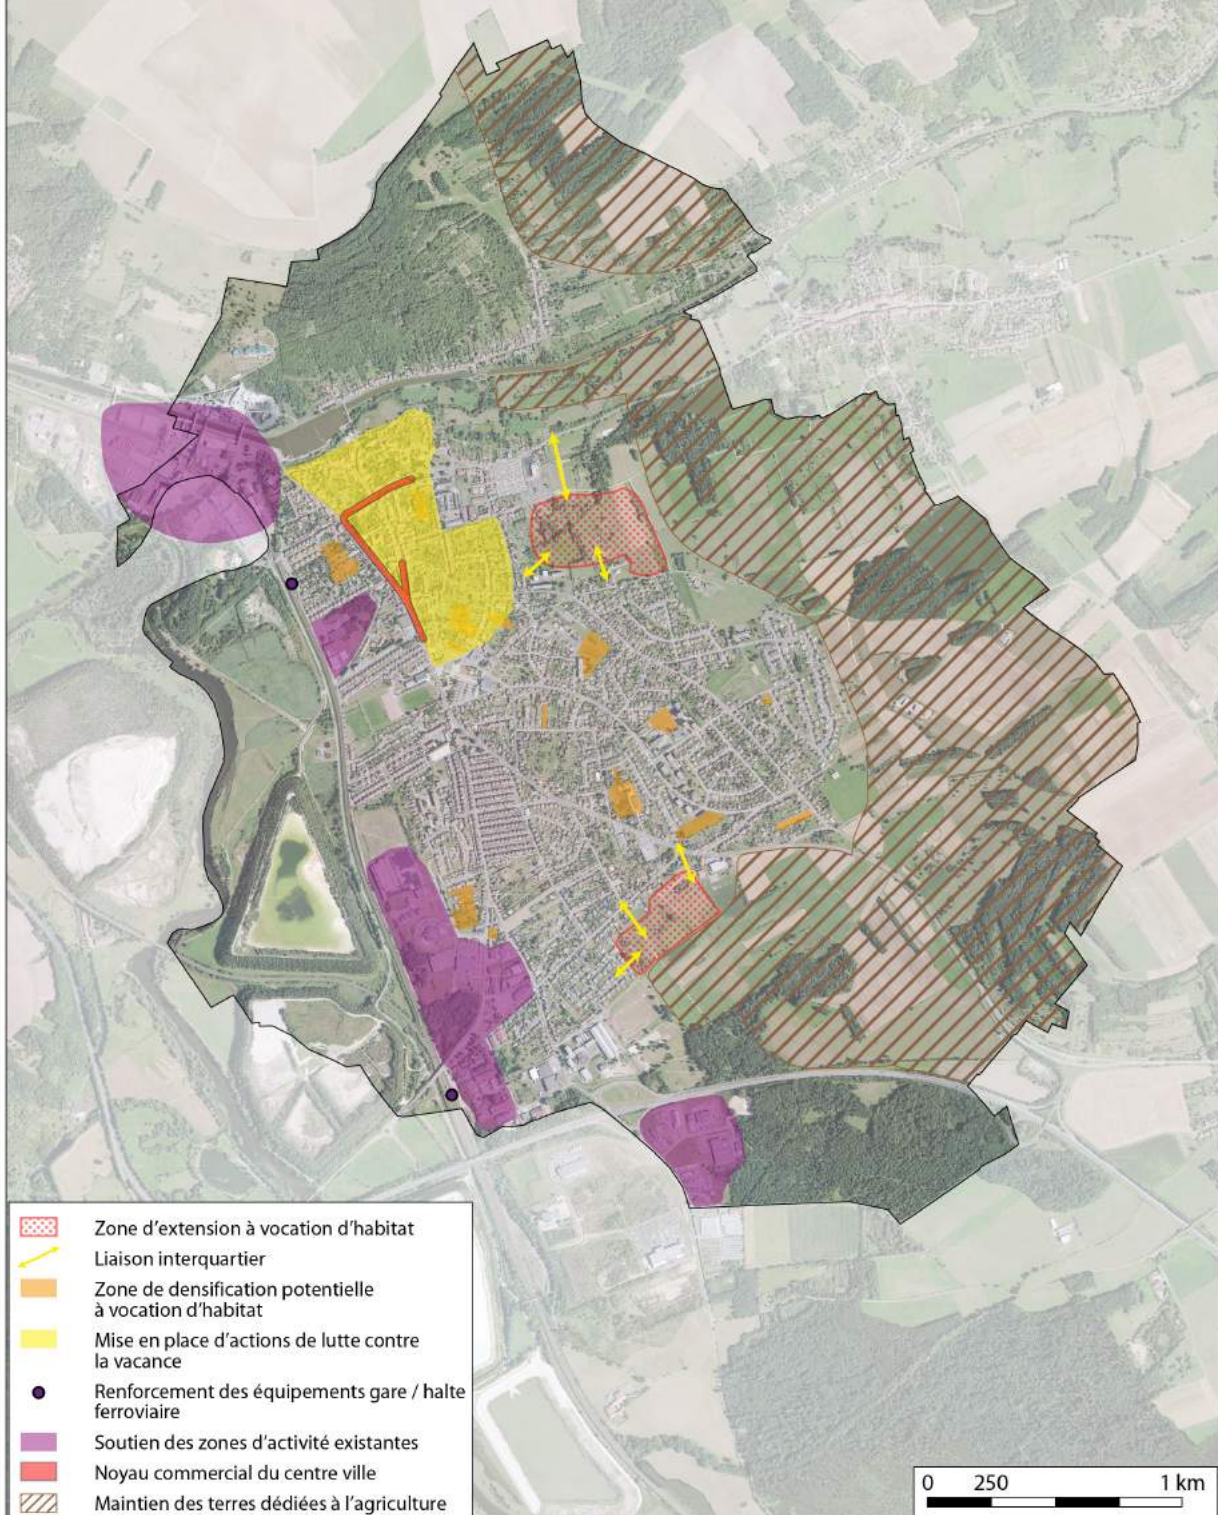 Zone d'extension à vocation d'habitat
Liaison interquartier
Zone de densification potentielle
à vocation d'habitat
Mise en place d'actions de lutte contre
la vacance
Renforcement des équipements gare / halte
ferroviaire
Soutien des zones d'activité existantes
Noyau commercial du centre ville
Maintien des terres dédiées à l'agriculture
0 250 1 km